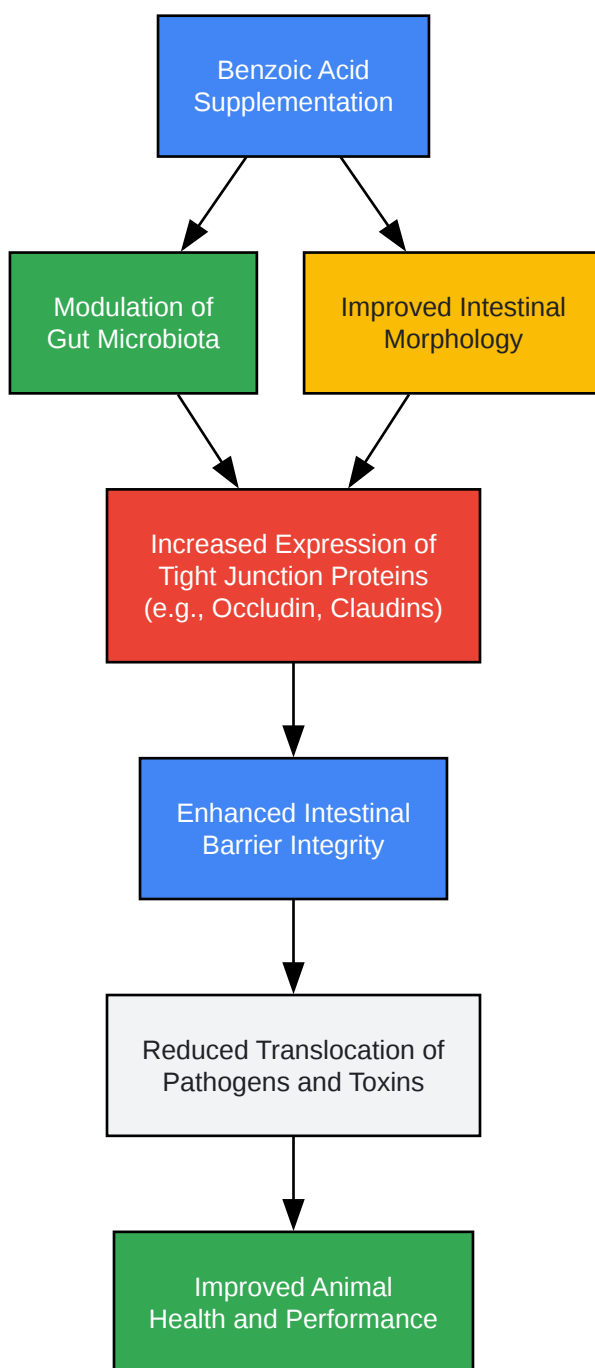 Benzoic Acid
Supplementation
Modulation of
Gut Microbiota
Improved Intestinal
Morphology
Increased Expression of
Tight Junction Proteins
(e.g., Occludin, Claudins)
Enhanced Intestinal
Barrier Integrity
Reduced Translocation of
Pathogens and Toxins
Improved Animal
Health and Performance